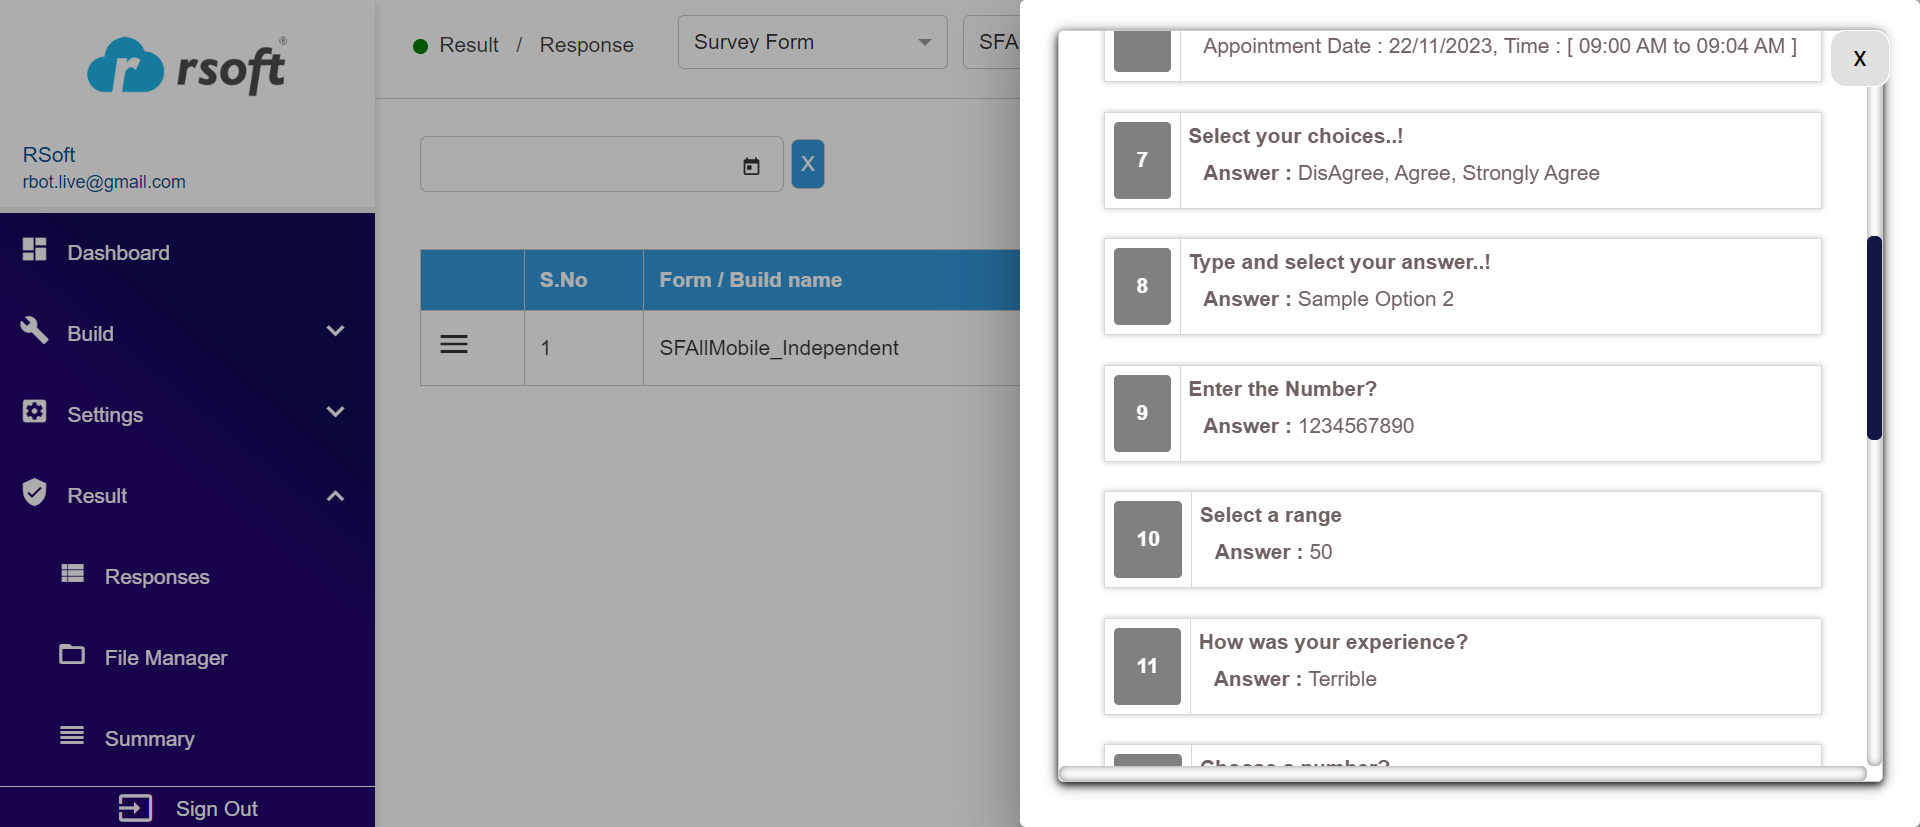 rsoft®
RSoft
rbot.live@gmail.com
Dashboard
Build
Settings
Result
Responses
File Manager
Summary
Sign Out
Result / Response
Survey Form
SFA
X
S.No
Form / Build name
1
SFAllMobile_Independent
X
Appointment Date : 22/11/2023, Time : [ 09:00 AM to 09:04 AM ]
7
Select your choices..!
Answer : DisAgree, Agree, Strongly Agree
8
Type and select your answer..!
Answer : Sample Option 2
9
Enter the Number?
Answer : 1234567890
10
Select a range
Answer : 50
11
How was your experience?
Answer : Terrible
Choose a number?